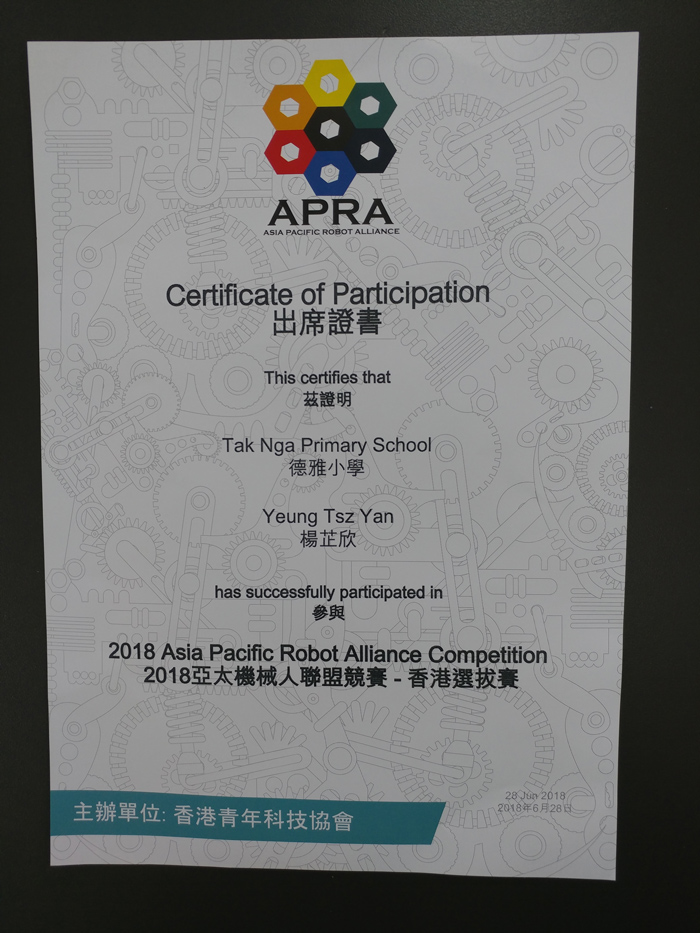 APRA
ASIA PACIFIC ROBOT ALLIANCE
Certificate of Participation
出席證書
This certifies that
茲證明
Tak Nga Primary School
德雅小學
Yeung Tsz Yan
楊芷欣
has successfully participated in
參與
2018 Asia Pacific Robot Alliance Competition
2018亞太機械人聯盟競賽 - 香港選拔賽
28 Jun 2018
2018年6月28日
主辦單位: 香港青年科技協會